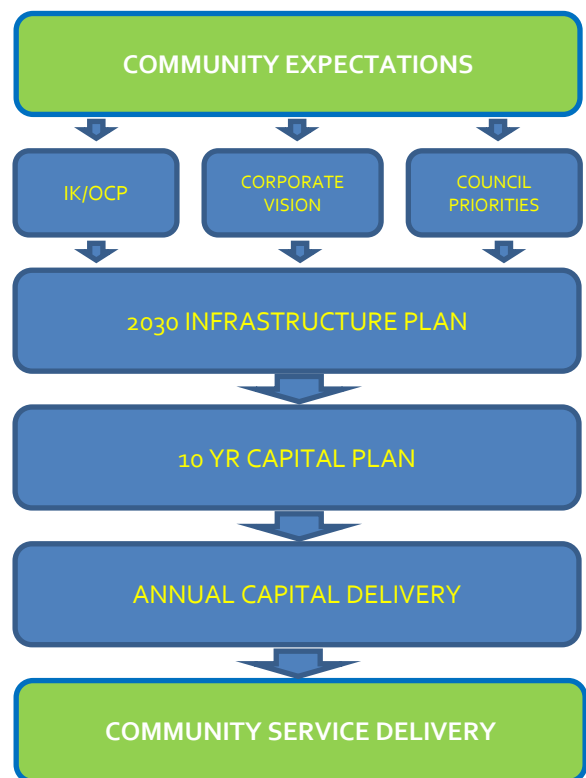 COMMUNITY EXPECTATIONS
IK/OCP
CORPORATE
VISION
COUNCIL
PRIORITIES
2030 INFRASTRUCTURE PLAN
10 YR CAPITAL PLAN
ANNUAL CAPITAL DELIVERY
COMMUNITY SERVICE DELIVERY